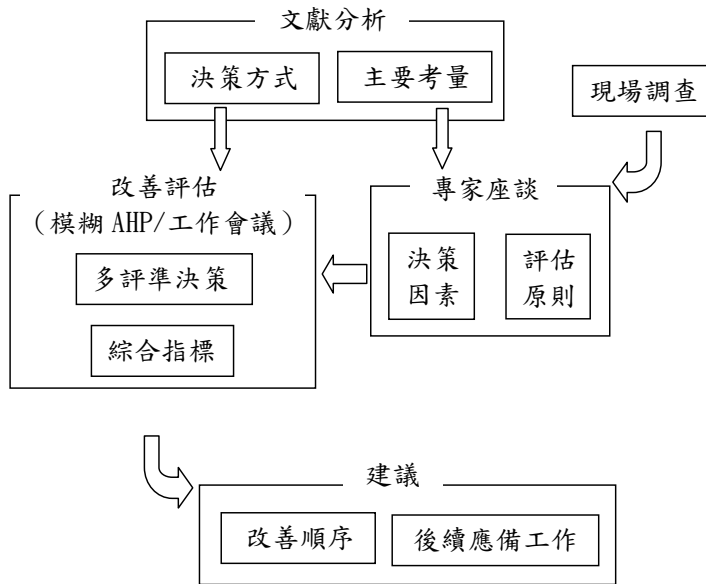 文獻分析
決策方式
主要考量
現場調查
改善評估
（模糊 AHP/工作會議）
多評準決策
綜合指標
專家座談
決策
因素
評估
原則
建議
改善順序
後續應備工作